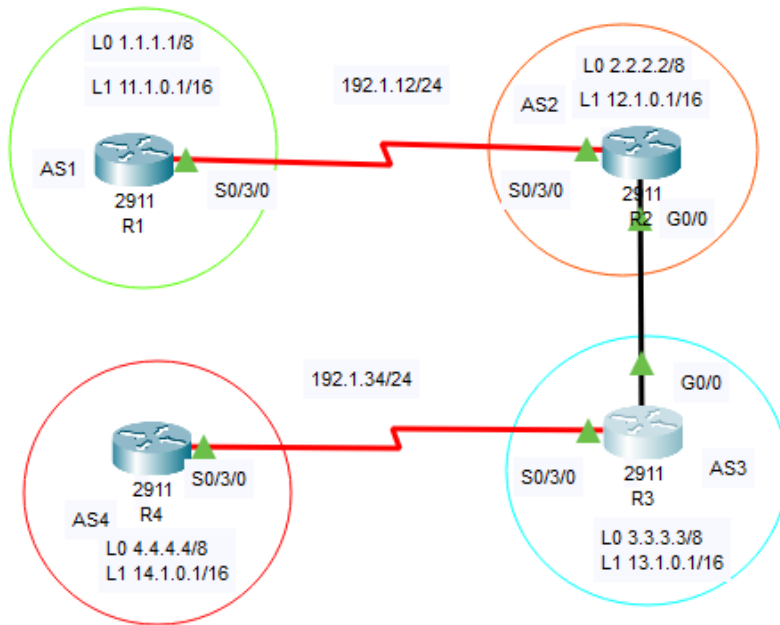 L0 1.1.1.1/8
L1 11.1.0.1/16
AS1
2911
R1
S0/3/0
192.1.12/24
L0 2.2.2.2/8
AS2
L1 12.1.0.1/16
S0/3/0
2911
R2
G0/0
192.1.34/24
G0/0
S0/3/0
2911
R3
AS3
L0 3.3.3.3/8
L1 13.1.0.1/16
S0/3/0
2911
R4
AS4
L0 4.4.4.4/8
L1 14.1.0.1/16